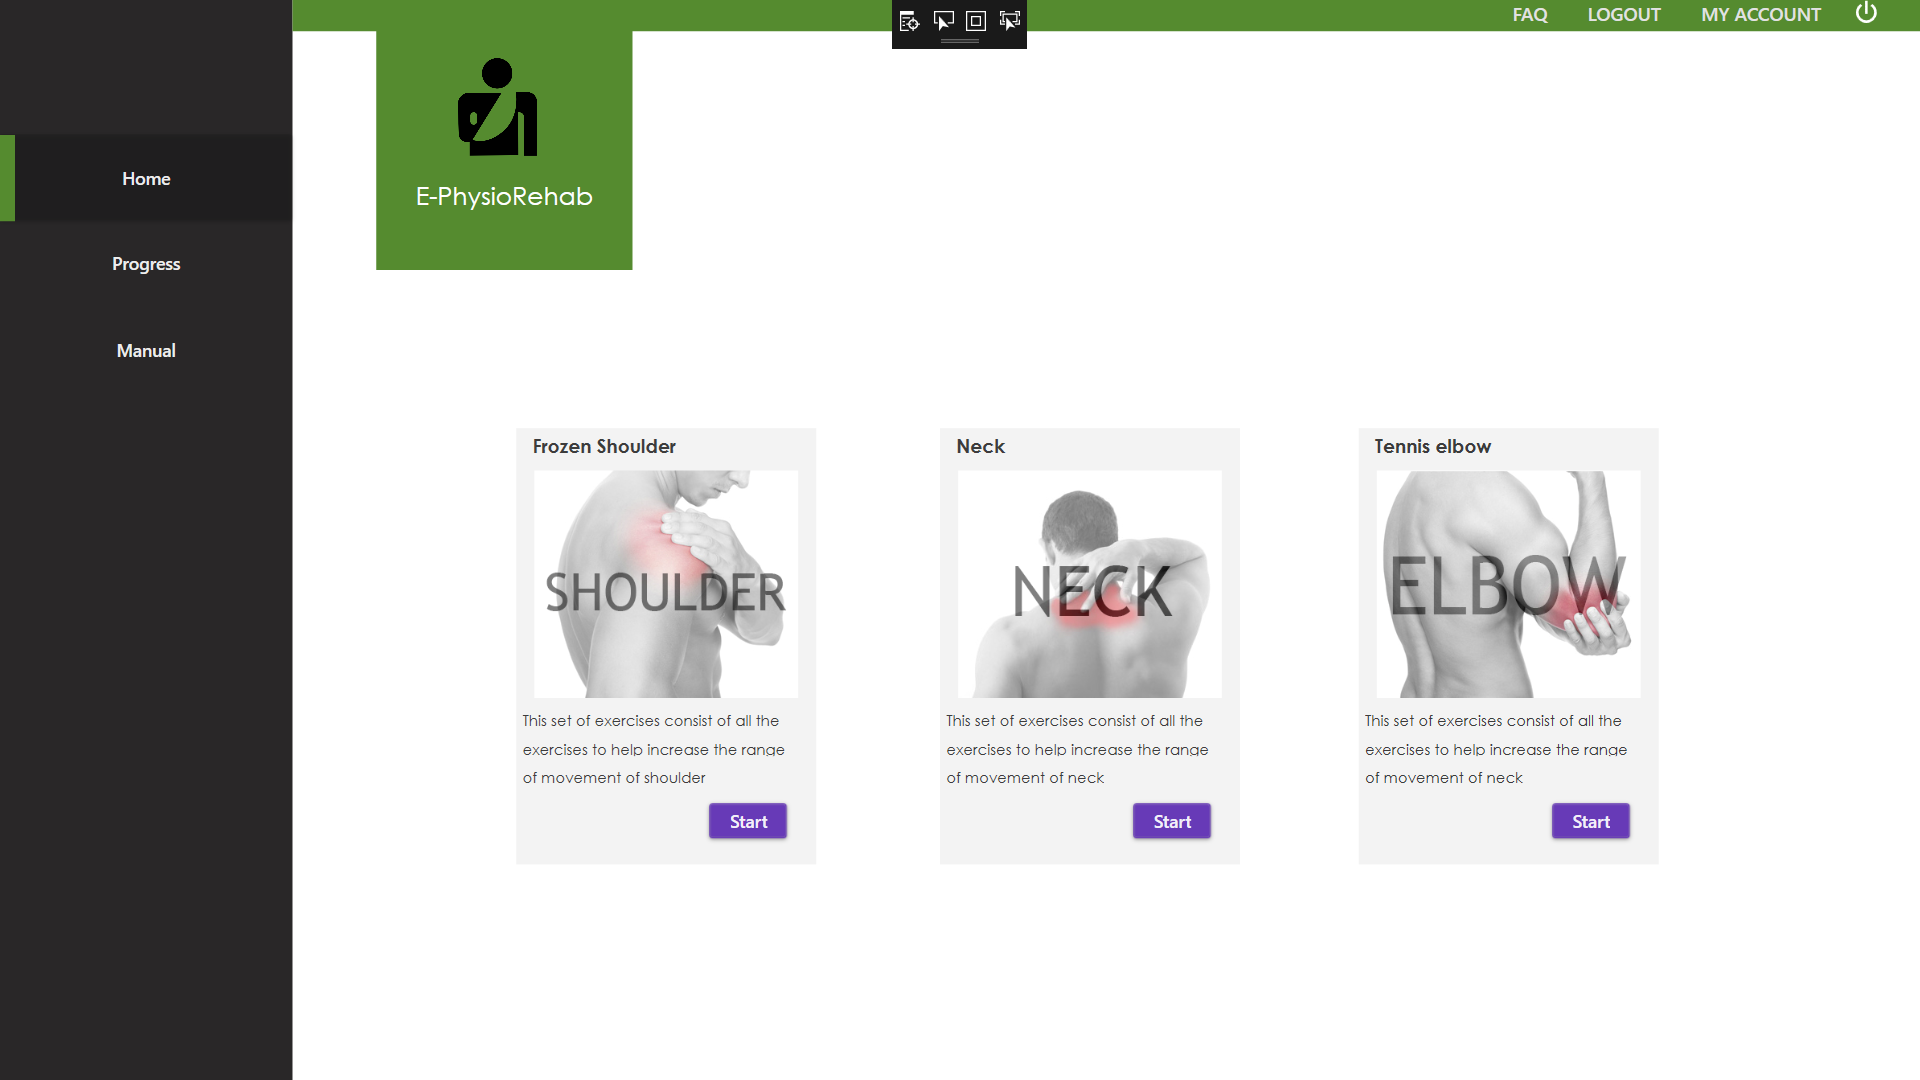 FAQ LOGOUT MY ACCOUNT
Home
Progress
Manual
E-PhysioRehab
Frozen Shoulder
SHOULDER
This set of exercises consist of all the
exercises to help increase the range
of movement of shoulder
Start
Neck
NECK
This set of exercises consist of all the
exercises to help increase the range
of movement of neck
Start
Tennis elbow
ELBOW
This set of exercises consist of all the
exercises to help increase the range
of movement of neck
Start